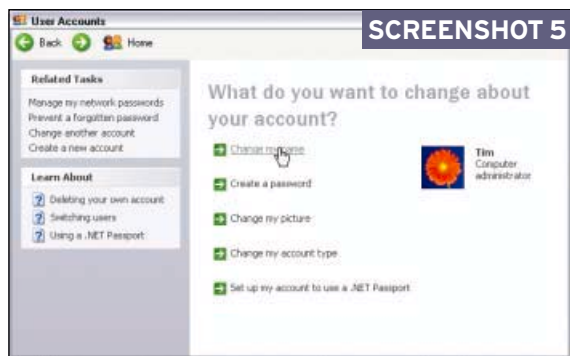 User Accounts
SCREENSHOT 5
Back Home
Related Tasks
Manage my network passwords
Prevent a forgotten password
Change another account
Create a new account
Learn About
Deleting your own account
Switching users
Using a .NET Passport
What do you want to change about
your account?
Change my name
Create a password
Change my picture
Change my account type
Set up my account to use a .NET Passport
Tim
Computer
administrator